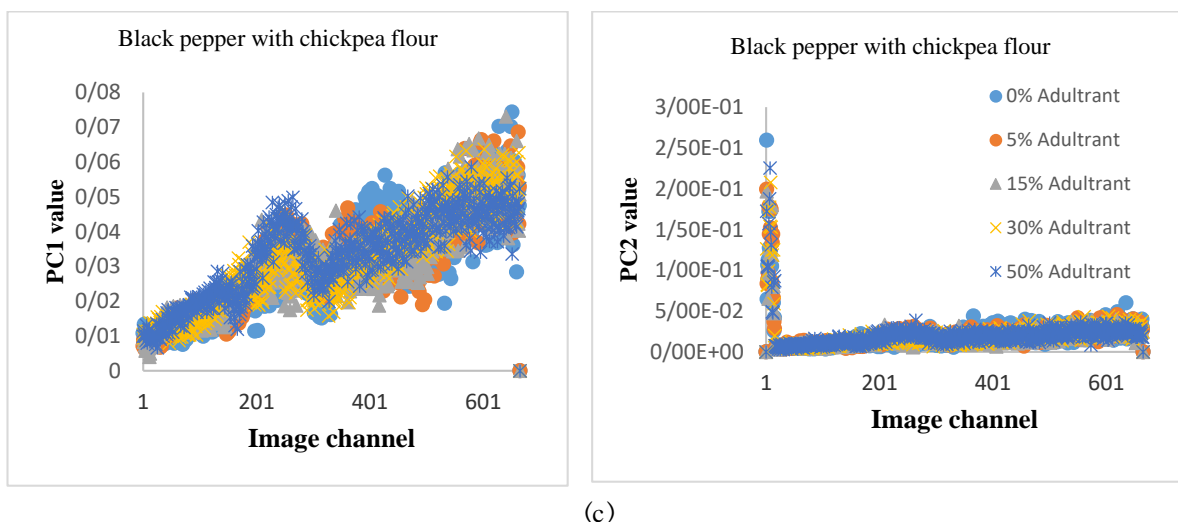 Black pepper with chickpea flour
0/08
0/07
0/06
0/05
0/04
0/03
0/02
0/01
0
PC1 value
1 201 401 601
Image channel
Black pepper with chickpea flour
0% Adultrant
5% Adultrant
15% Adultrant
30% Adultrant
50% Adultrant
3/00E-01
2/50E-01
2/00E-01
1/50E-01
1/00E-01
5/00E-02
0/00E+00
PC2 value
1 201 401 601
Image channel
(c)